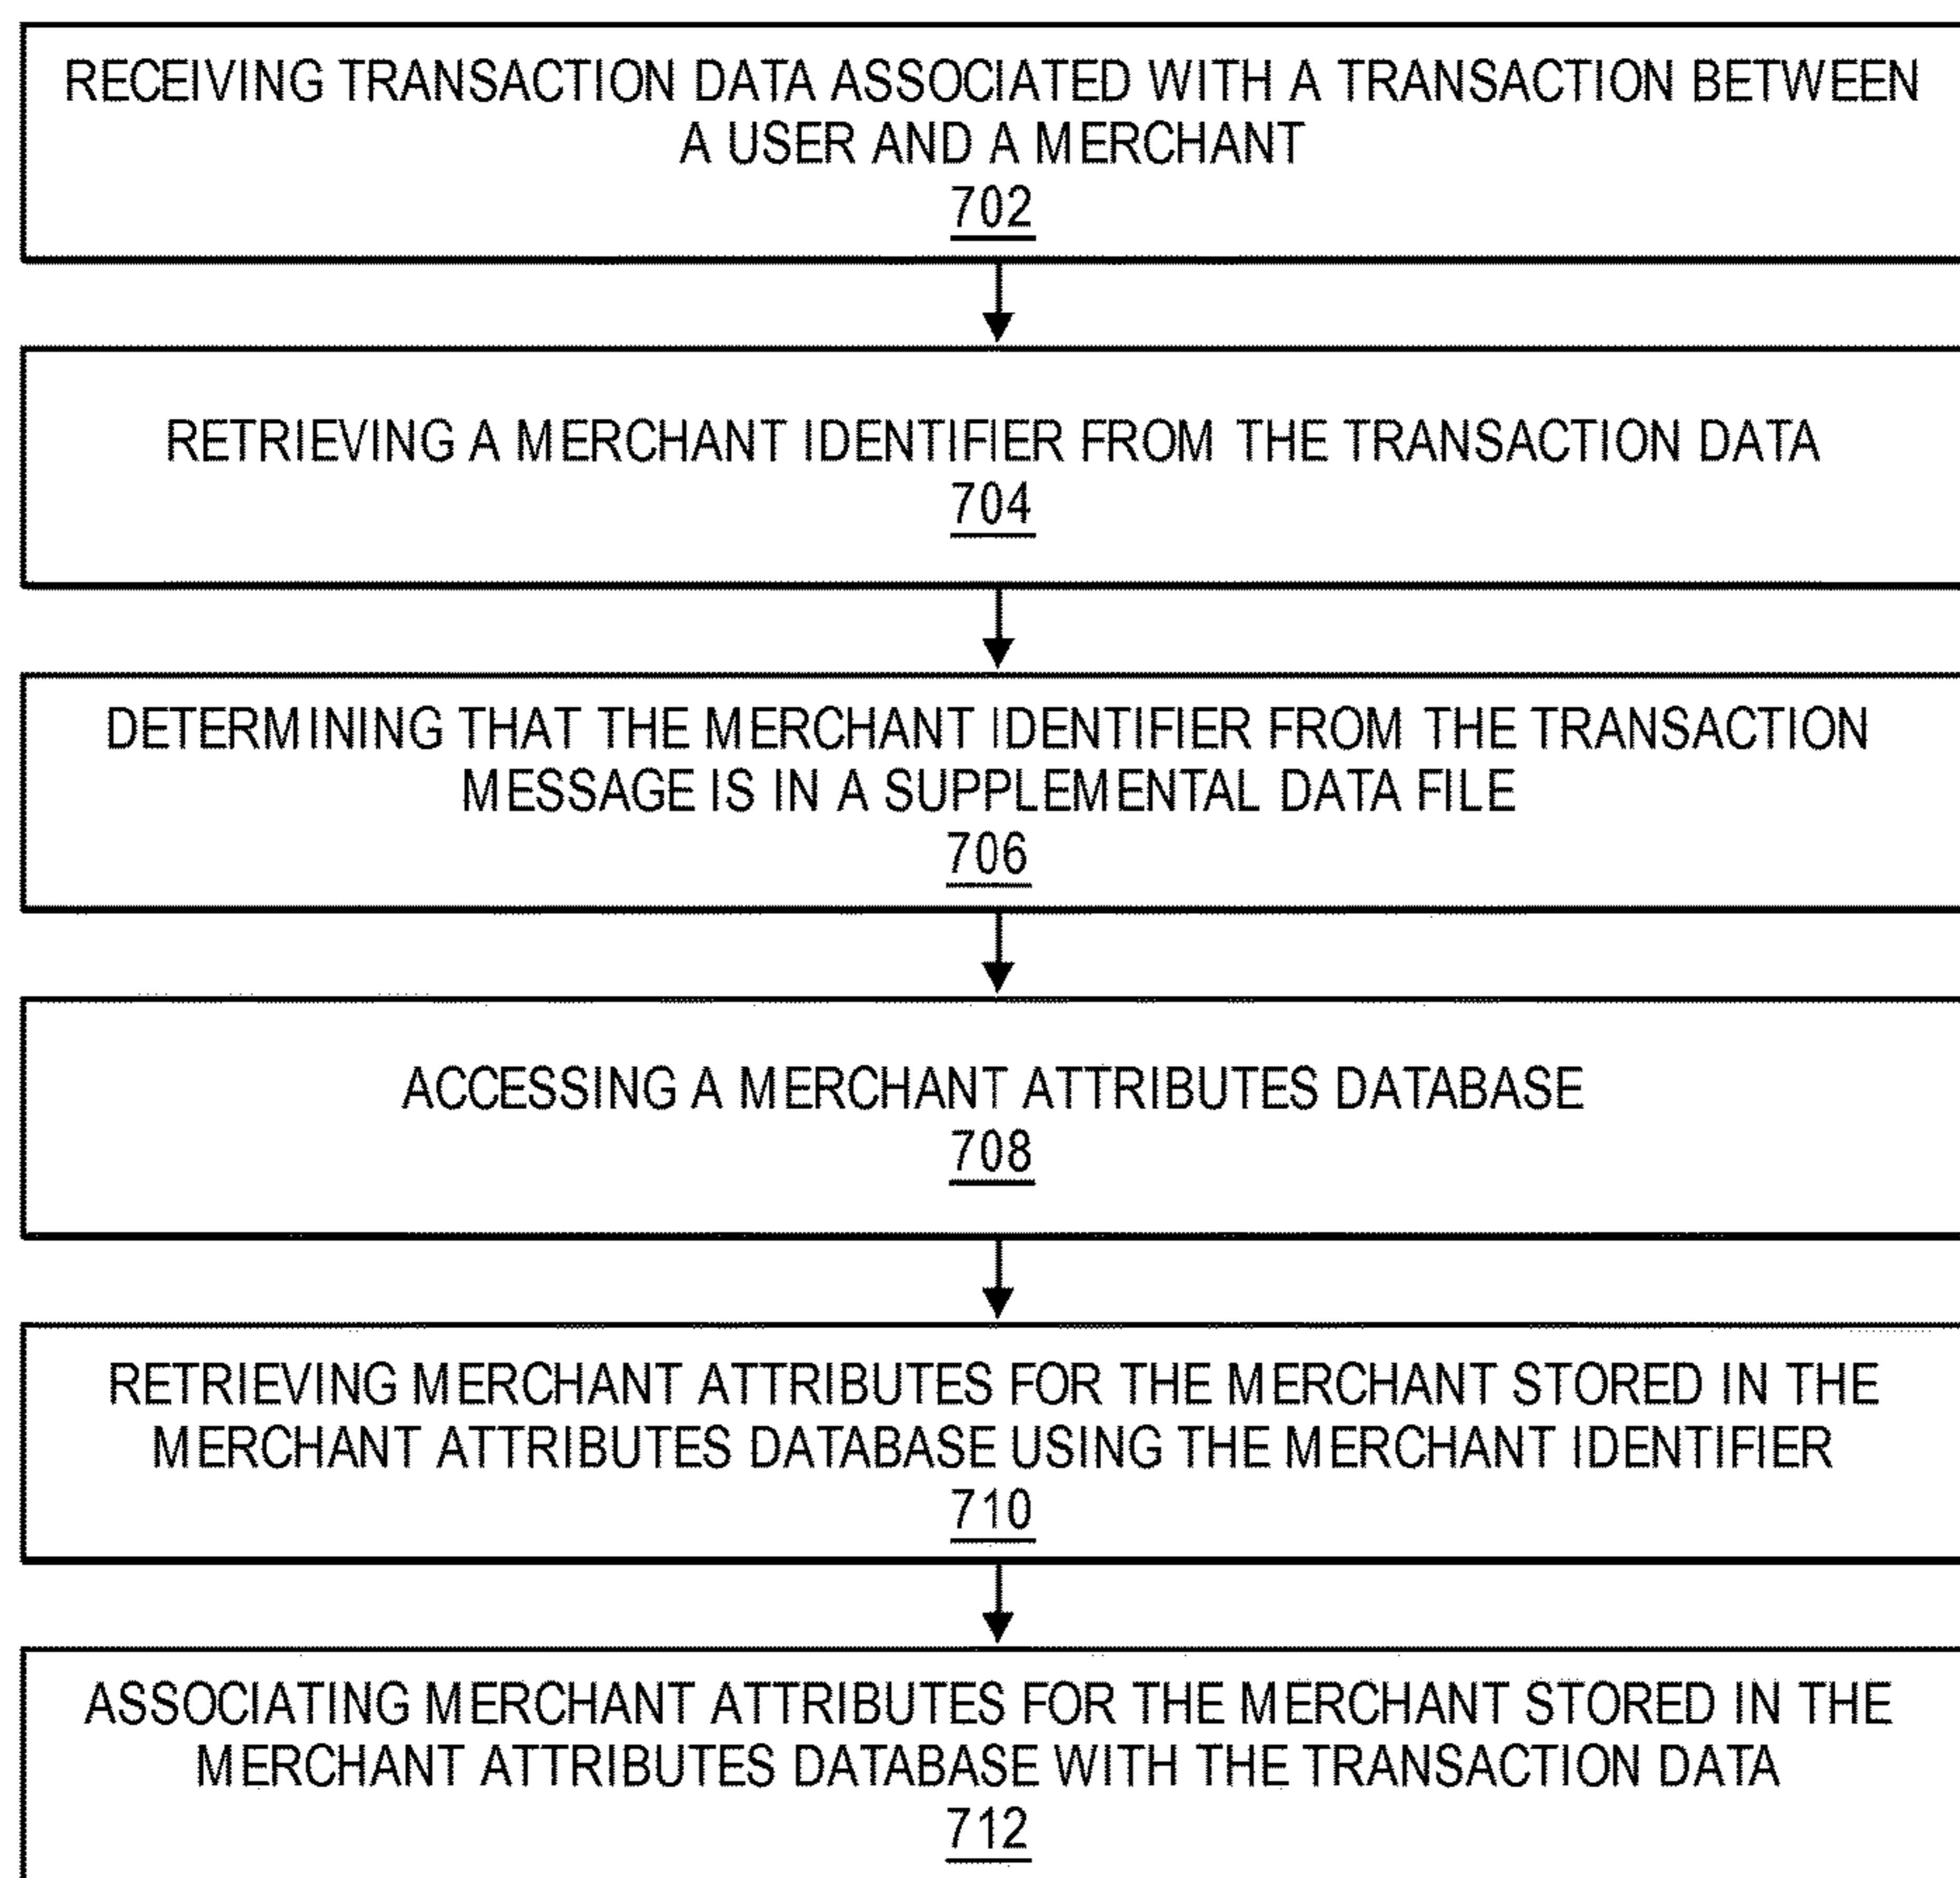 RECEIVING TRANSACTION DATA ASSOCIATED WITH A TRANSACTION BETWEEN
A USER AND A MERCHANT
702
RETRIEVING A MERCHANT IDENTIFIER FROM THE TRANSACTION DATA
704
DETERMINING THAT THE MERCHANT IDENTIFIER FROM THE TRANSACTION
MESSAGE IS IN A SUPPLEMENTAL DATA FILE
706
ACCESSING A MERCHANT ATTRIBUTES DATABASE
708
RETRIEVING MERCHANT ATTRIBUTES FOR THE MERCHANT STORED IN THE
MERCHANT ATTRIBUTES DATABASE USING THE MERCHANT IDENTIFIER
710
ASSOCIATING MERCHANT ATTRIBUTES FOR THE MERCHANT STORED IN THE
MERCHANT ATTRIBUTES DATABASE WITH THE TRANSACTION DATA
712